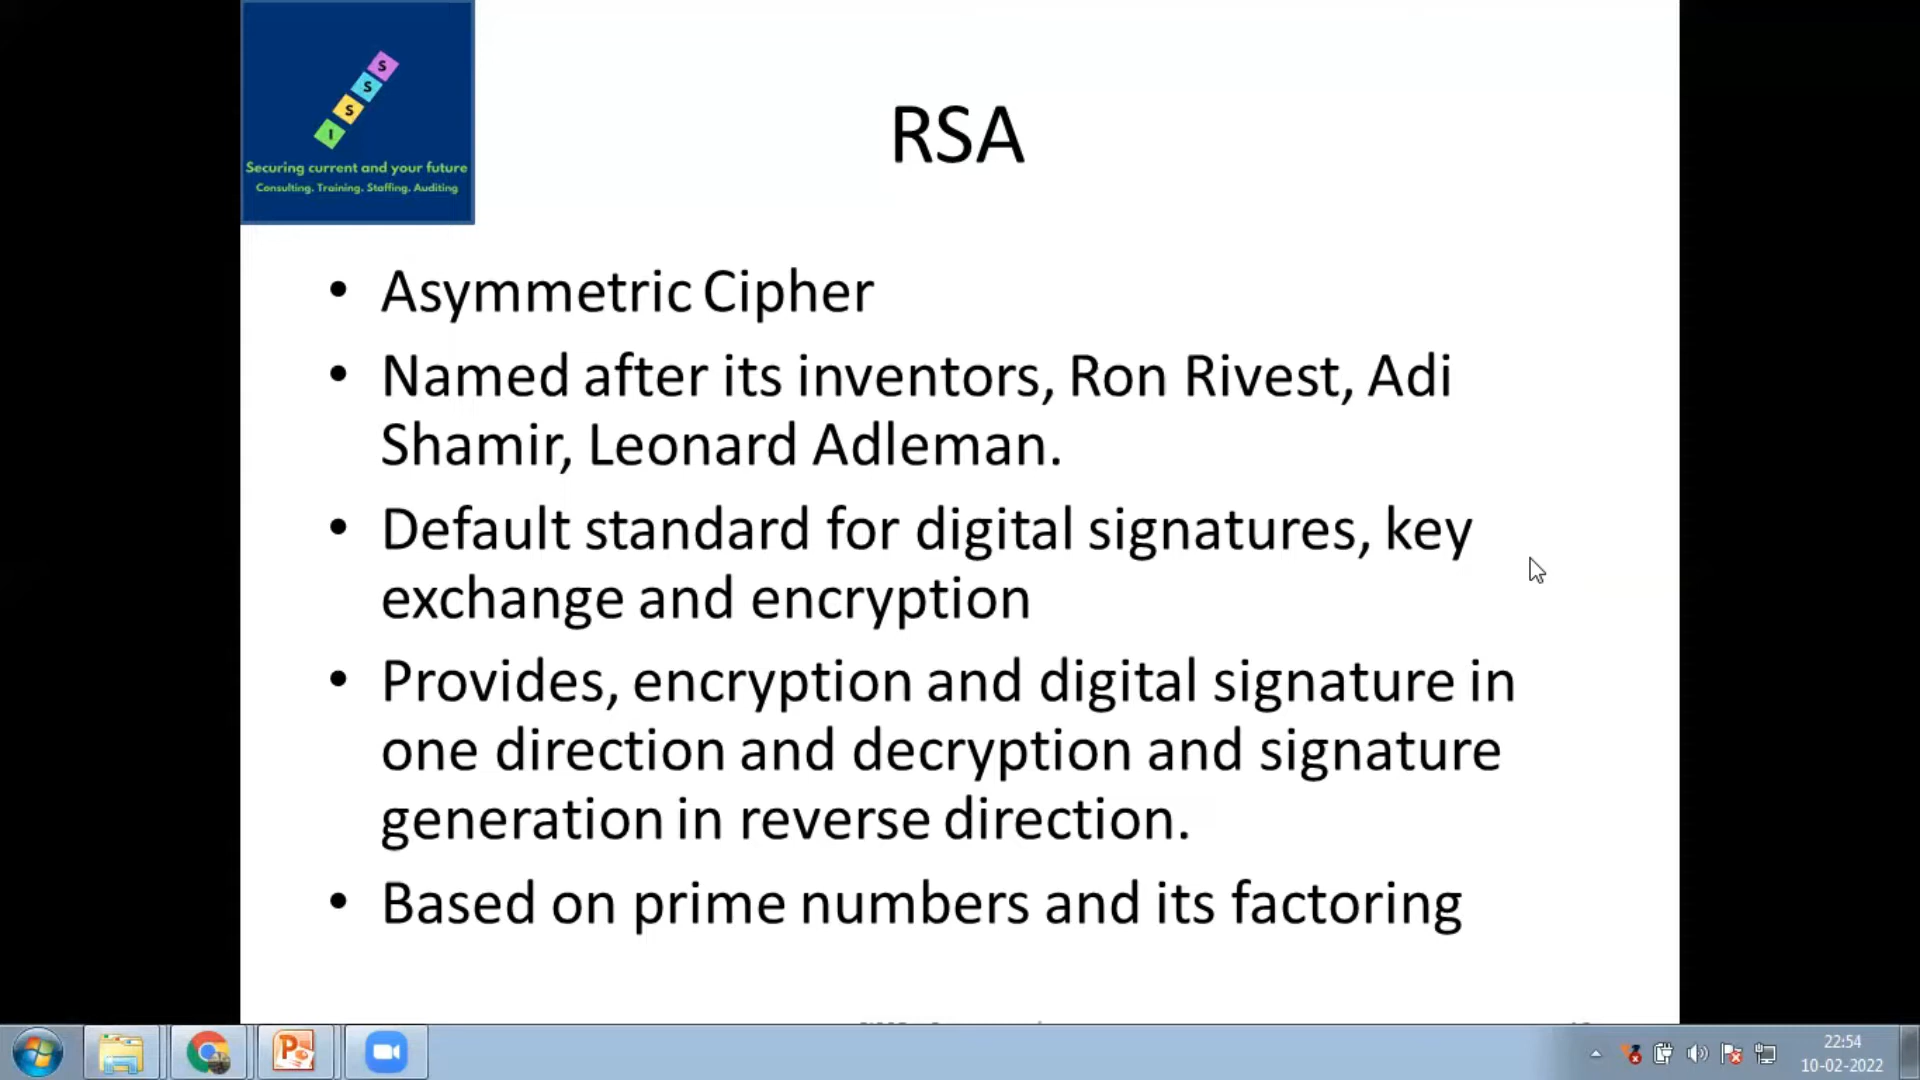 S
S
S
I
Securing current and your future
Consulting. Training. Staffing. Auditing
RSA
• Asymmetric Cipher
• Named after its inventors, Ron Rivest, Adi
Shamir, Leonard Adleman.
• Default standard for digital signatures, key
exchange and encryption
• Provides, encryption and digital signature in
one direction and decryption and signature
generation in reverse direction.
• Based on prime numbers and its factoring
22:54
10-02-2022